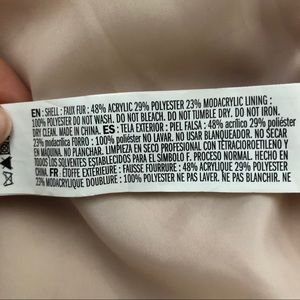 EN : SHELL : FAUX FUR : 48% ACRYLIC 29% POLYESTER 23% MODACRYLIC LINING :
100% POLYESTER DO NOT WASH. DO NOT BLEACH. DO NOT TUMBLE DRY. DO NOT IRON.
DRY CLEAN. MADE IN CHINA. ES : TELA EXTERIOR : PIEL FALSA : 48% acrílico 29% poliéster
23% modacrílica FORRO : 100% poliéster NO LAVAR. NO USAR BLANQUEADOR. NO SECAR
EN MAQUINA. NO PLANCHAR. LIMPIEZA EN SECO PROFESIONAL CON TETRACLOROETILENO Y
TODOS LOS SOLVENTES ESTABLECIDOS PARA EL SÍMBOLO F. PROCESO NORMAL. HECHO EN
CHINA. FR : ÉTOFFE EXTÉRIEURE : FAUSSE FOURRURE : 48% ACRYLIQUE 29% POLYESTER
23% MODACRYLIQUE DOUBLURE : 100% POLYESTER NE PAS LAVER. NE PAS BLANCHIR. NE